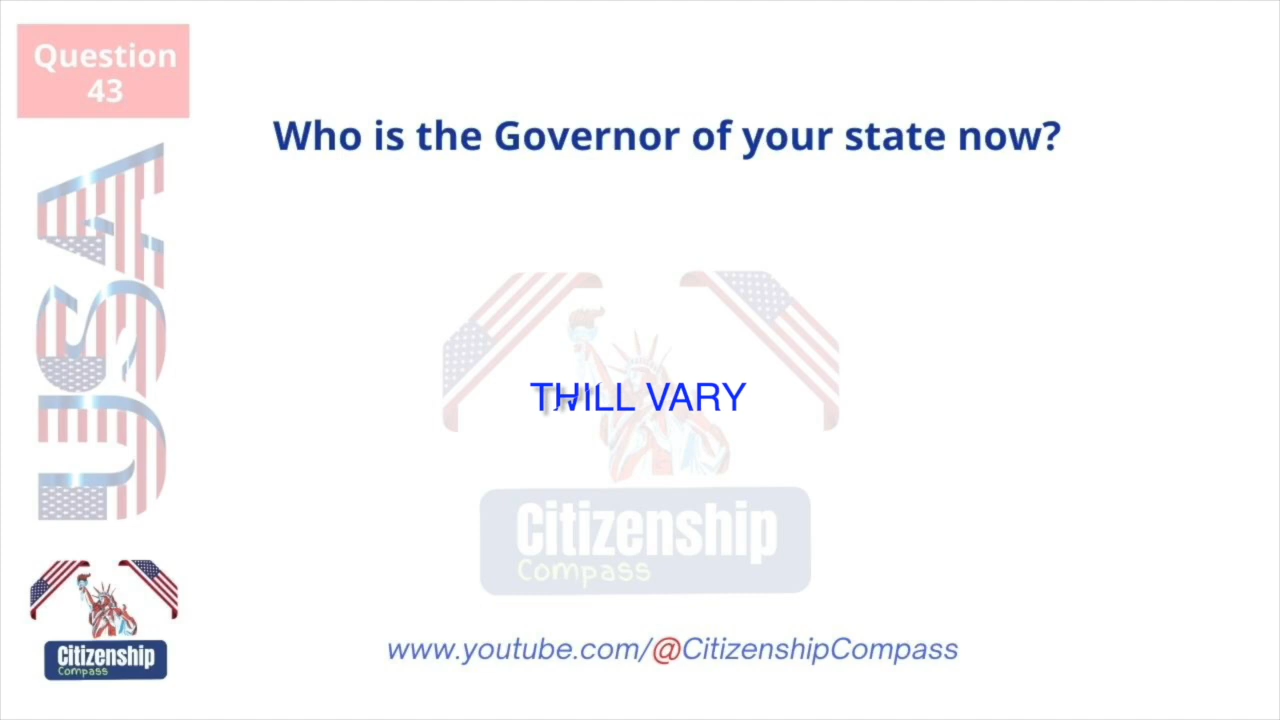 Question
43
Who is the Governor of your state now?
VARY
Citizenship
Compass
www.youtube.com/@CitizenshipCompass
USA
Citizenship
Compass